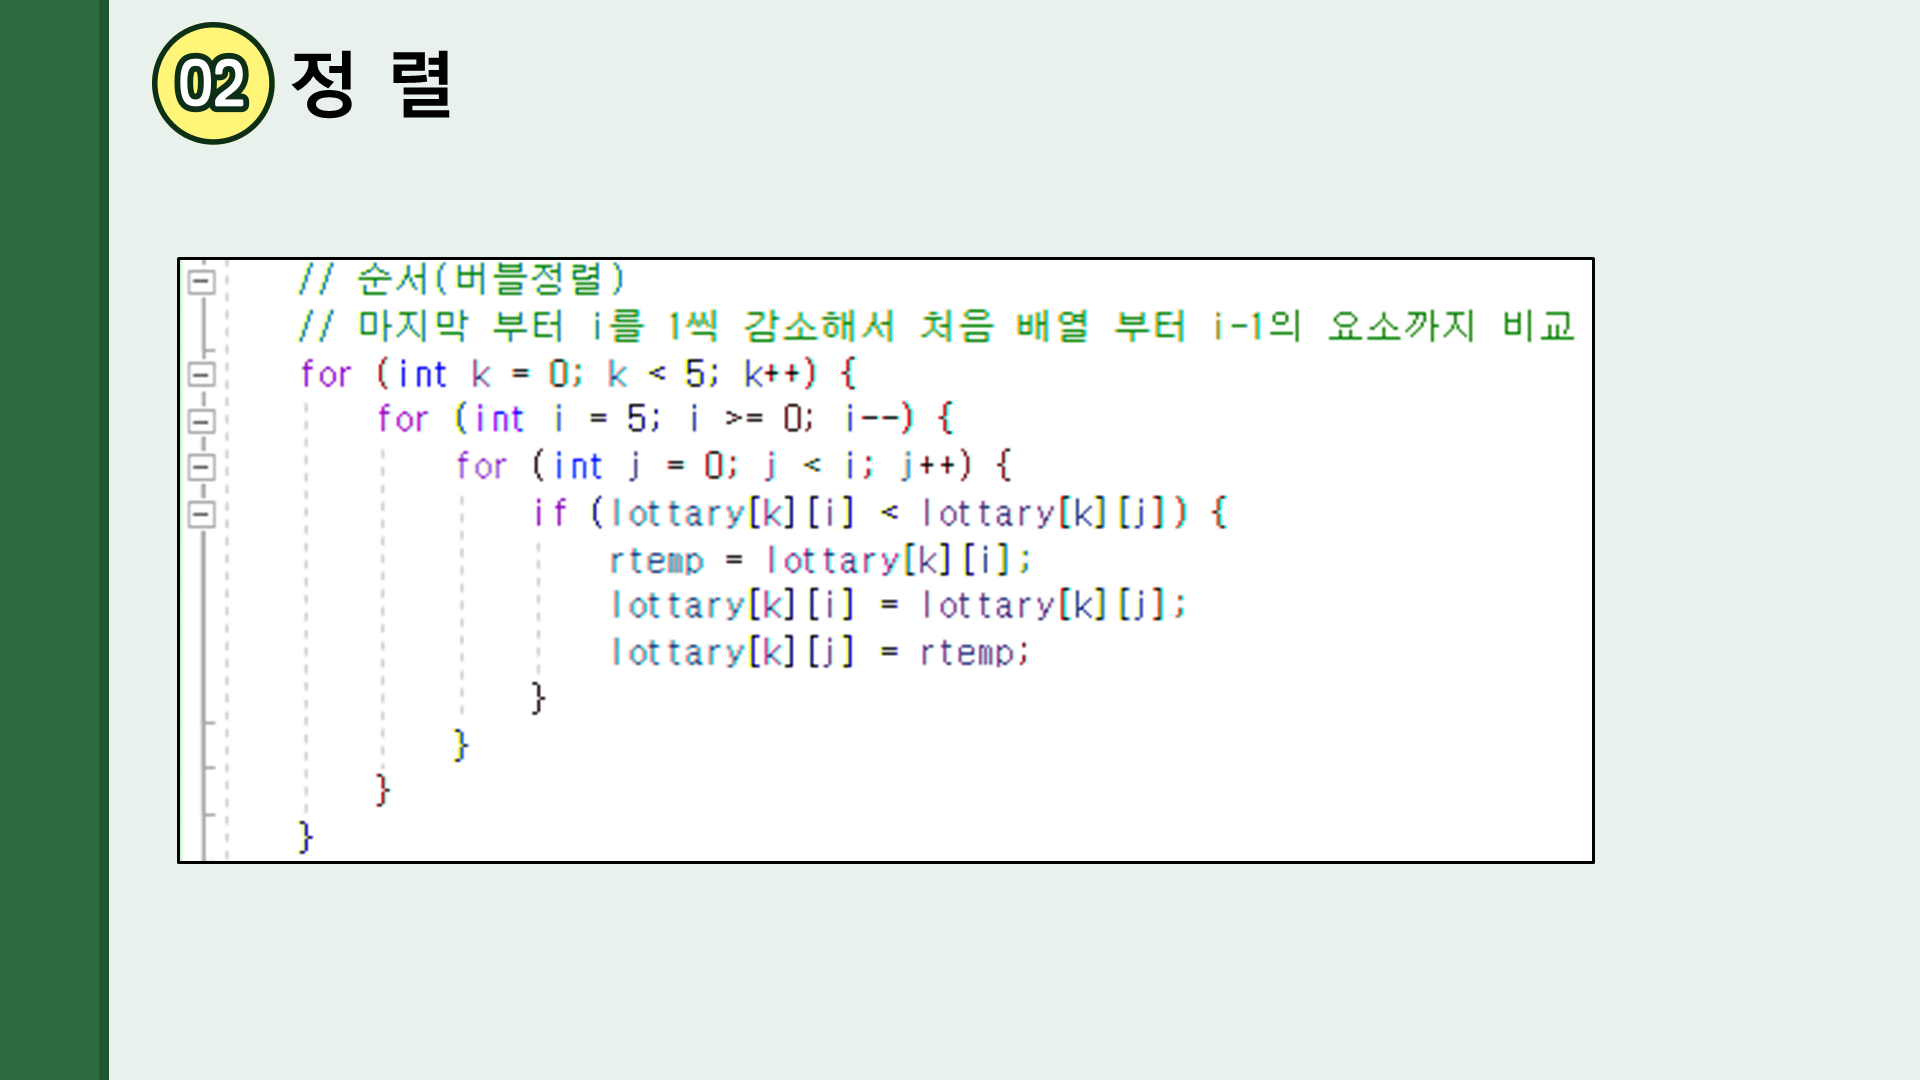 02 정 렬
// 순서(버블정렬)
// 마지막 부터 i를 1씩 감소해서 처음 배열 부터 i-1의 요소까지 비교
for (int k = 0; k < 5; k++) {
for (int i = 5; i >= 0; i--) {
for (int j = 0; j < i; j++) {
if (lottary[k][i] < lottary[k][j]) {
rtemp = lottary[k][i];
lottary[k][i] = lottary[k][j];
lottary[k][j] = rtemp;
}
}
}
}